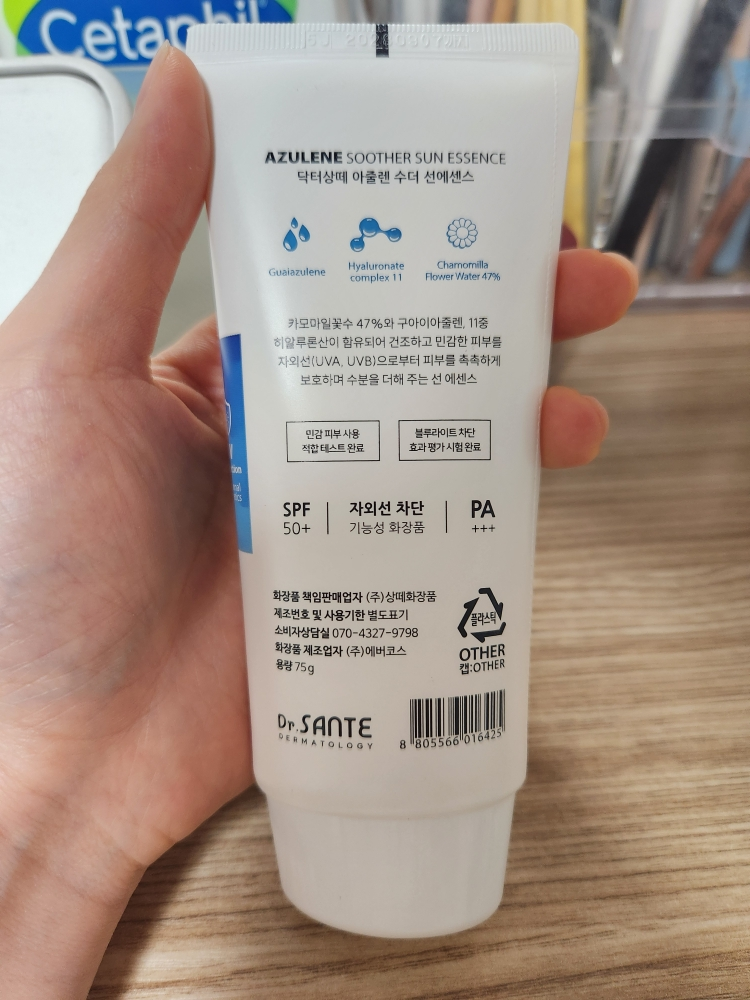 Cetaphil
AZULENE SOOTHER SUN ESSENCE
닥터상떼 아줄렌 수더 선에센스
Guaiazulene
Hyaluronate
complex 11
Chamomilla
Flower Water 47%
카모마일꽃수 47%와 구아이아줄렌, 11종
히알루론산이 함유되어 건조하고 민감한 피부를
자외선(UVA, UVB)으로부터 피부를 촉촉하게
보호하며 수분을 더해 주는 선 에센스
민감 피부 사용
적합 테스트 완료
블루라이트 차단
효과 평가 시험 완료
SPF
50+
자외선 차단
기능성 화장품
PA
+++
화장품 책임판매업자 (주)상떼화장품
제조번호 및 사용기한 별도표기
소비자상담실 070-4327-9798
화장품 제조업자 (주)에버코스
용량 75g
플라스틱
OTHER
캡:OTHER
Dr.SANTE
DERMATOLOGY
8 805566 016425